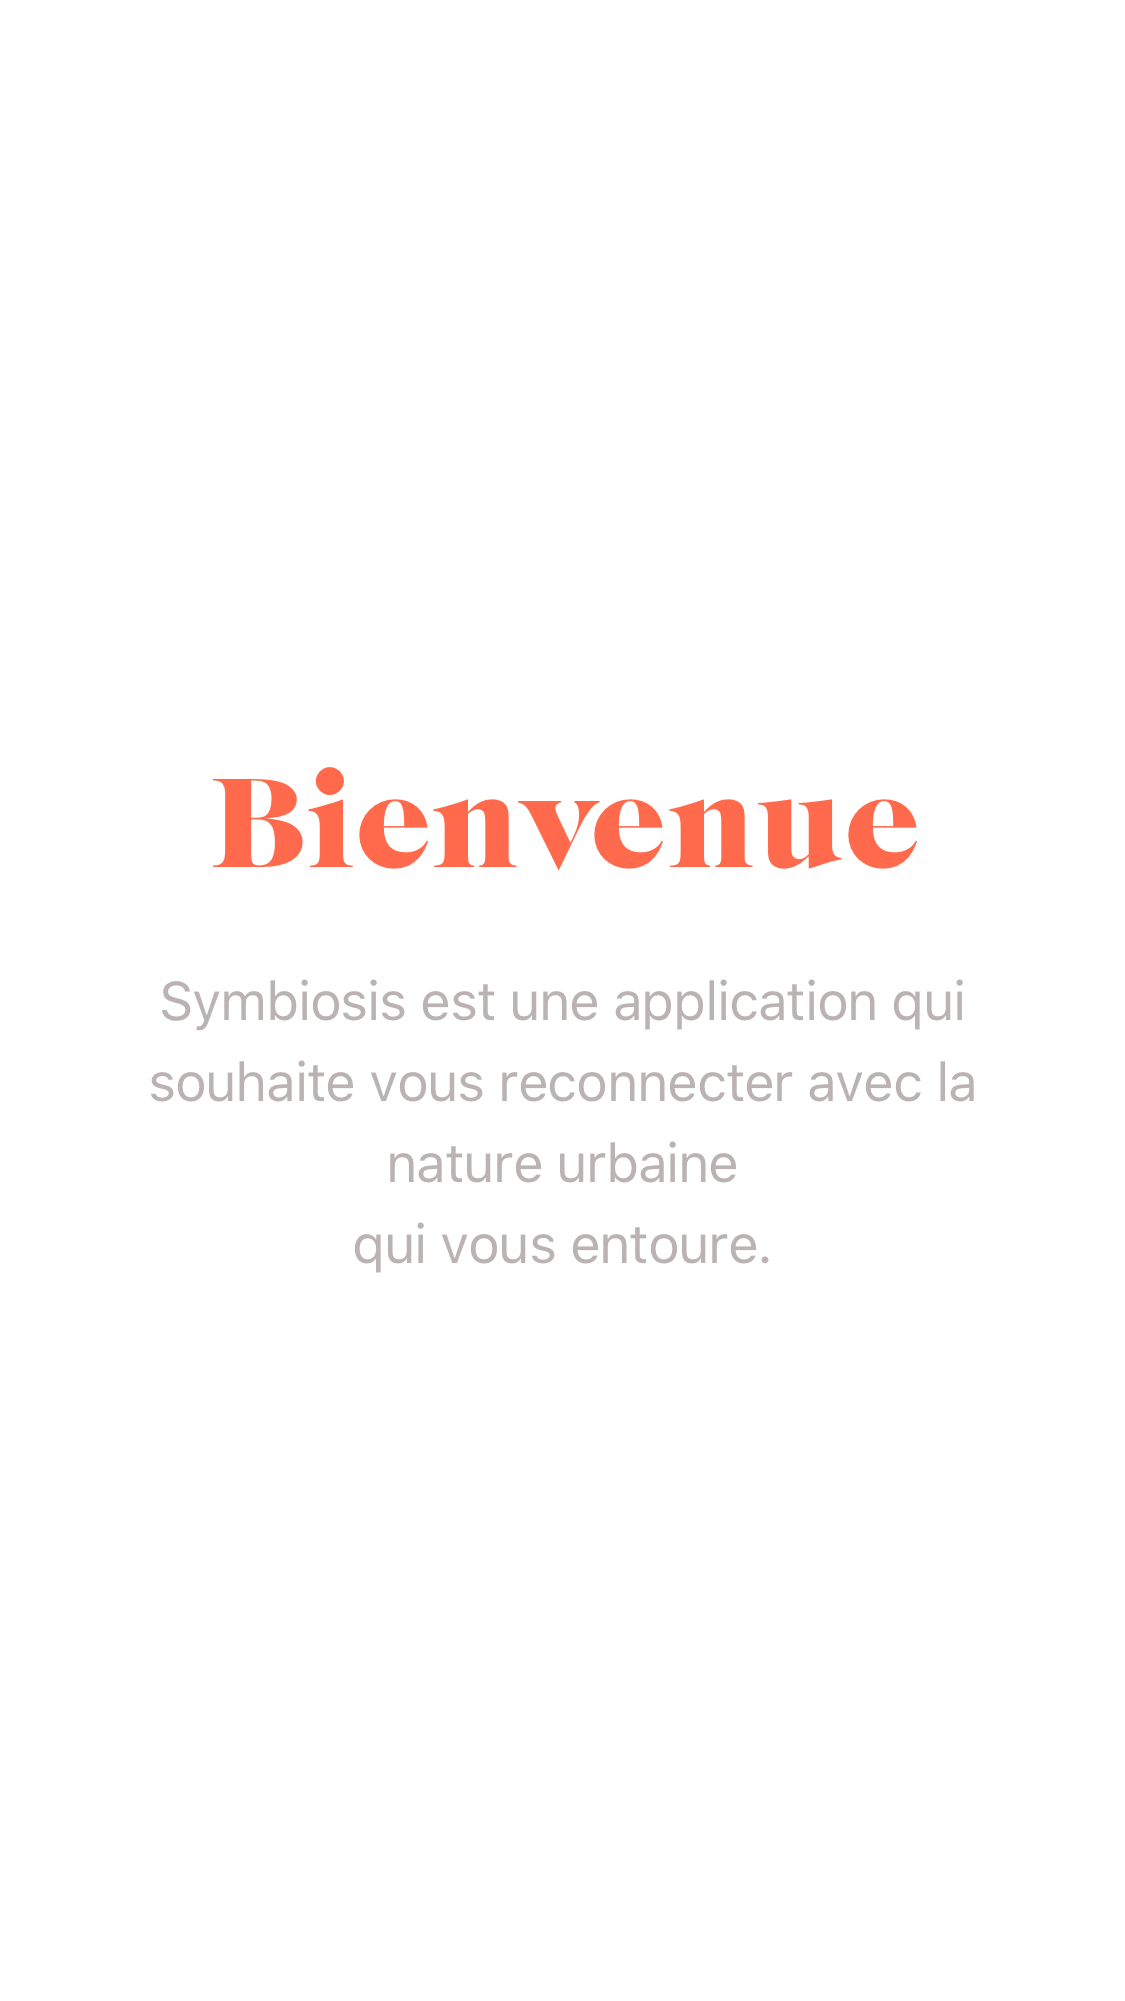 Bienvenue
Symbiosis est une application qui
souhaite vous reconnecter avec la
nature urbaine
qui vous entoure.